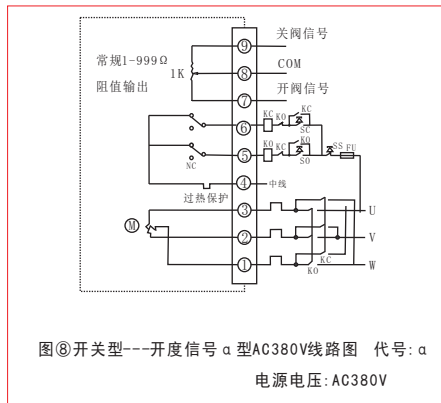 关阀信号
⑨
常规1-999Ω
1K
COM
⑧
阻值输出
开阀信号
⑦
KC
⑥
KC
KO
SC
KO
⑤
KO
KC
SO
SS
FU
NC
④
中线
过热保护
③
U
M
②
V
KC
①
W
KO
图⑧开关型---开度信号α型AC380V线路图 代号:α
电源电压:AC380V